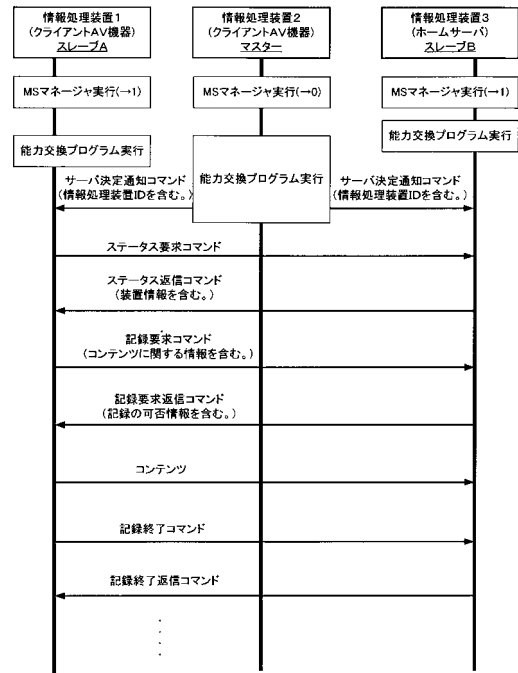 情報処理装置1
(クライアントAV機器)
スレーブA
情報処理装置2
(クライアントAV機器)
マスター
情報処理装置3
(ホームサーバ)
スレーブB
MSマネージャ実行(→1)
MSマネージャ実行(→0)
MSマネージャ実行(→1)
能力交換プログラム実行
能力交換プログラム実行
能力交換プログラム実行
サーバ決定通知コマンド
(情報処理装置IDを含む。)
サーバ決定通知コマンド
(情報処理装置IDを含む。)
ステータス要求コマンド
ステータス返信コマンド
(装置情報を含む。)
記録要求コマンド
(コンテンツに関する情報を含む。)
記録要求返信コマンド
(記録の可否情報を含む。)
コンテンツ
記録終了コマンド
記録終了返信コマンド